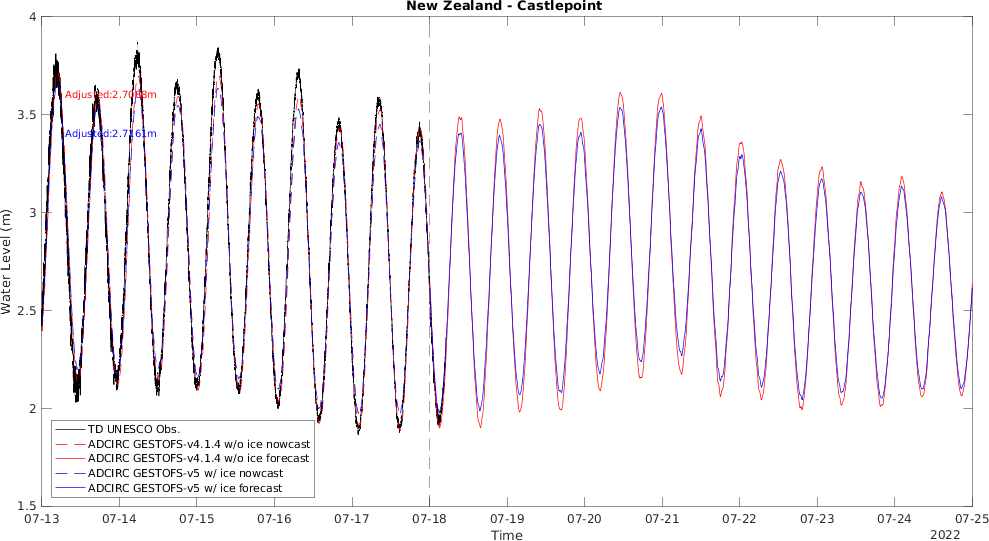 New Zealand - Castlepoint
4
3.5
3
2.5
2
1.5
Water Level (m)
Adjusted:2.7088m
Adjusted:2.7161m
TD UNESCO Obs.
ADCIRC GESTOFS-v4.1.4 w/o ice nowcast
ADCIRC GESTOFS-v4.1.4 w/o ice forecast
ADCIRC GESTOFS-v5 w/ ice nowcast
ADCIRC GESTOFS-v5 w/ ice forecast
07-13 07-14 07-15 07-16 07-17 07-18 07-19 07-20 07-21 07-22 07-23 07-24 07-25
Time
2022